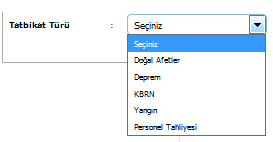 Tatbikat Türü : Seçiniz
Seçiniz
Doğal Afetler
Deprem
KBRN
Yangın
Personel Tahliyesi